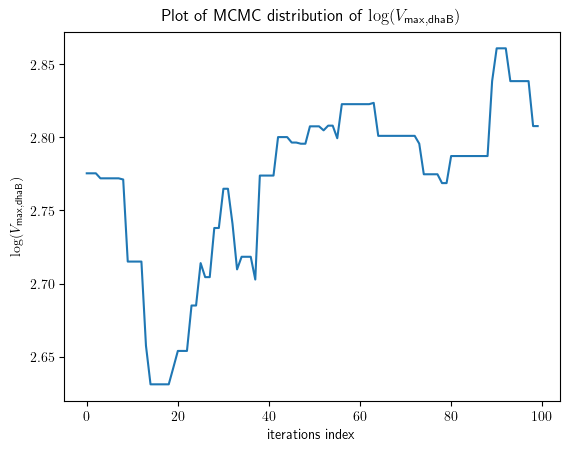 Plot of MCMC distribution of log(V_max,dhaB)
log(V_max,dhaB)
2.85
2.80
2.75
2.70
2.65
0 20 40 60 80 100
iterations index